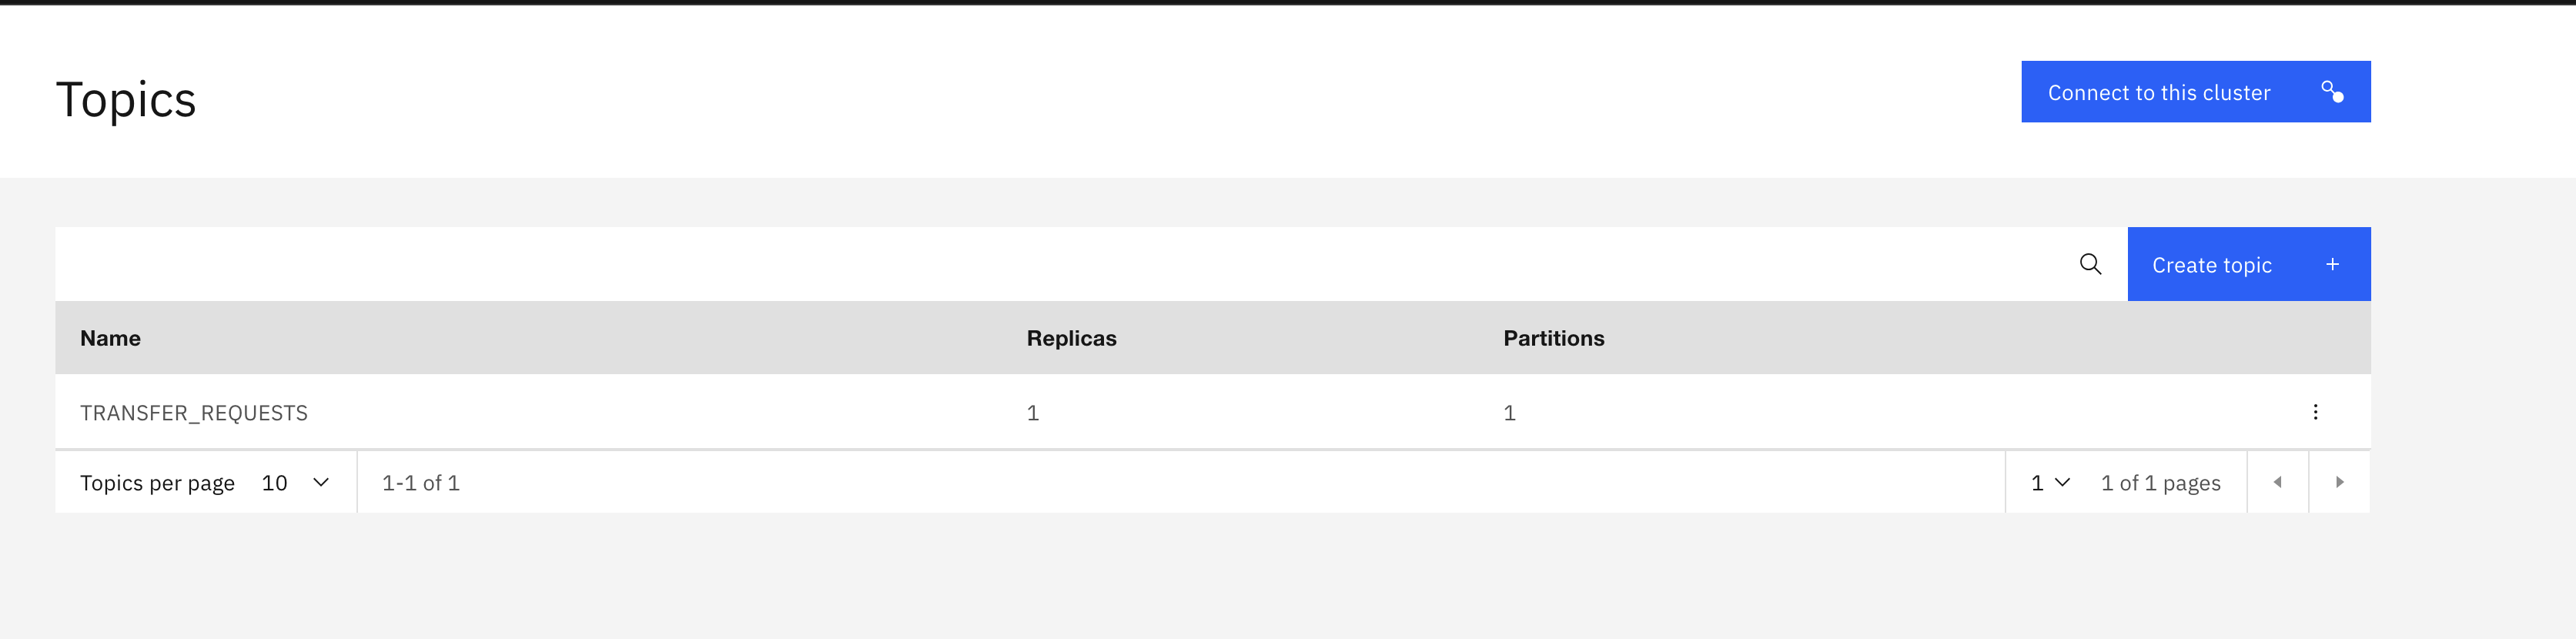 Topics
Connect to this cluster
Create topic
Name Replicas Partitions
TRANSFER_REQUESTS 1 1
Topics per page 10 1-1 of 1 1 1 of 1 pages